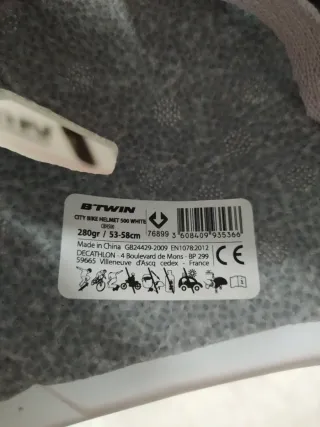 B'TWIN
CITY BIKE HELMET 500 WHITE
280gr / 53-58cm
76899 3 608409 935366
Made in China GB24429-2009 EN1078:2012
DECATHLON - 4 Boulevard de Mons - BP 299
59665 Villeneuve d'Ascq cedex - France
CE